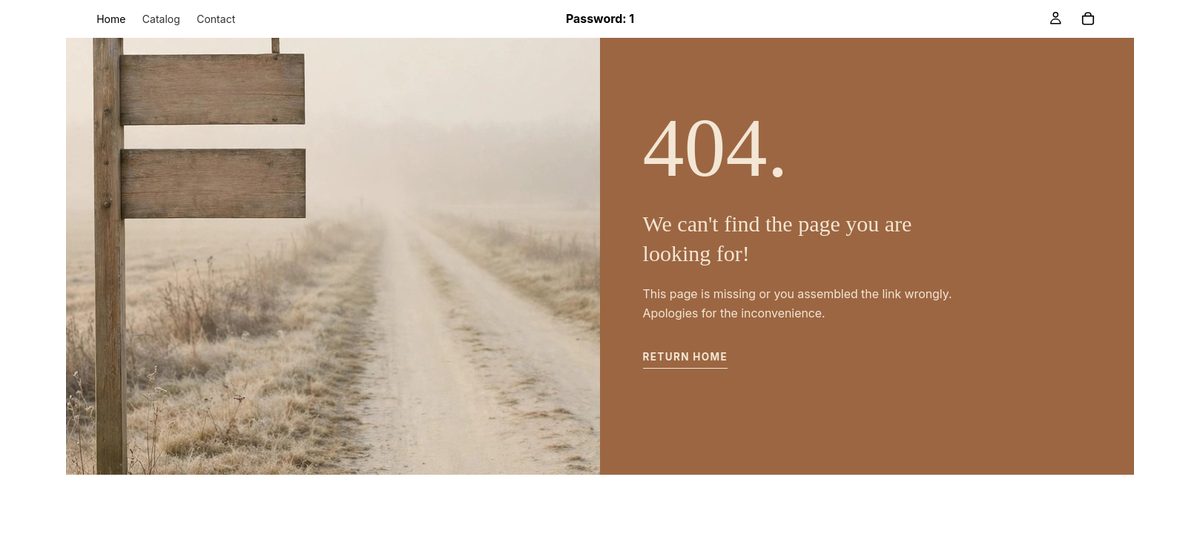 Home Catalog Contact Password: 1
404.
We can't find the page you are
looking for!
This page is missing or you assembled the link wrongly.
Apologies for the inconvenience.
RETURN HOME